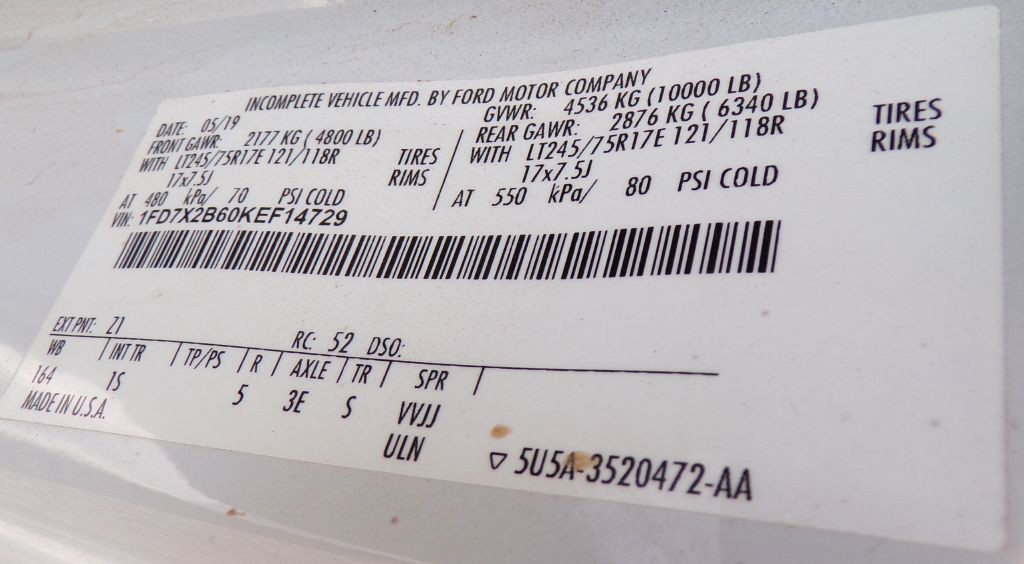 INCOMPLETE VEHICLE MFD. BY FORD MOTOR COMPANY
DATE: 05/19 GVWR: 4536 KG (10000 LB)
FRONT GAWR: 2177 KG ( 4800 LB) REAR GAWR: 2876 KG ( 6340 LB)
WITH LT245/75R17E 121/118R TIRES WITH LT245/75R17E 121/118R TIRES
17x7.5J RIMS 17x7.5J RIMS
AT 480 kPa/ 70 PSI COLD AT 550 kPa/ 80 PSI COLD
VIN: 1FD7X2B60KEF14729
EXT PNT: Z1 RC: 52 DSO:
WB INT TR TP/PS R AXLE TR SPR
164 1S 5 3E S VVJJ
MADE IN U.S.A. ULN
5U5A-3520472-AA